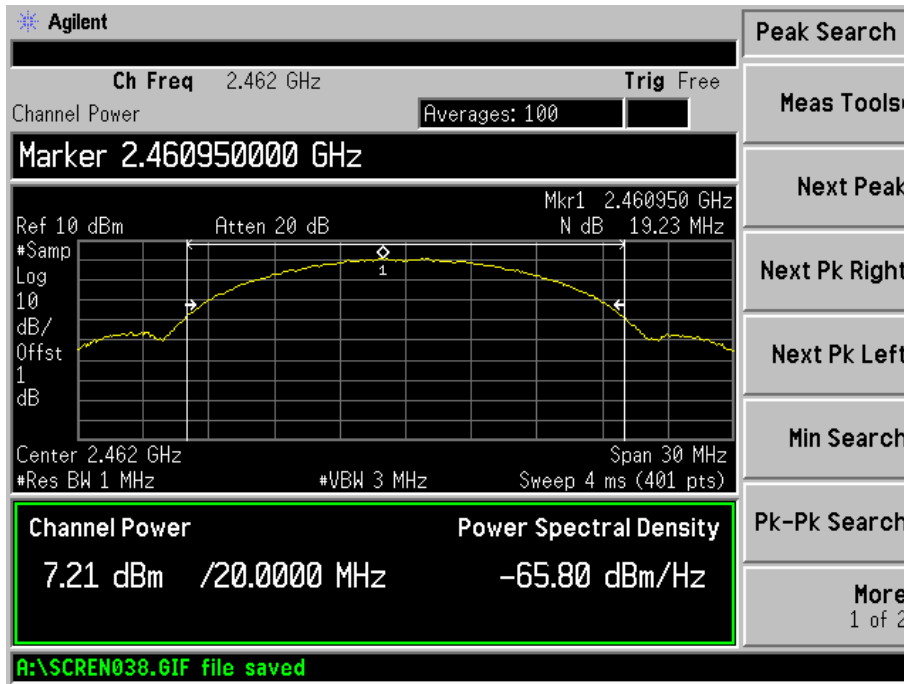 Agilent
Peak Search
Ch Freq 2.462 GHz Trig Free
Channel Power Averages: 100
Meas Tools
Marker 2.460950000 GHz
Next Peak
Mkr1 2.460950 GHz
Ref 10 dBm Atten 20 dB N dB 19.23 MHz
#Samp
Log
10
dB/
Offst
1
dB
1
Next Pk Right
Next Pk Left
Center 2.462 GHz Span 30 MHz
#Res BW 1 MHz #VBW 3 MHz Sweep 4 ms (401 pts)
Min Search
Channel Power Power Spectral Density
7.21 dBm /20.0000 MHz -65.80 dBm/Hz
Pk-Pk Search
More
1 of 2
A:\SCREN038.GIF file saved